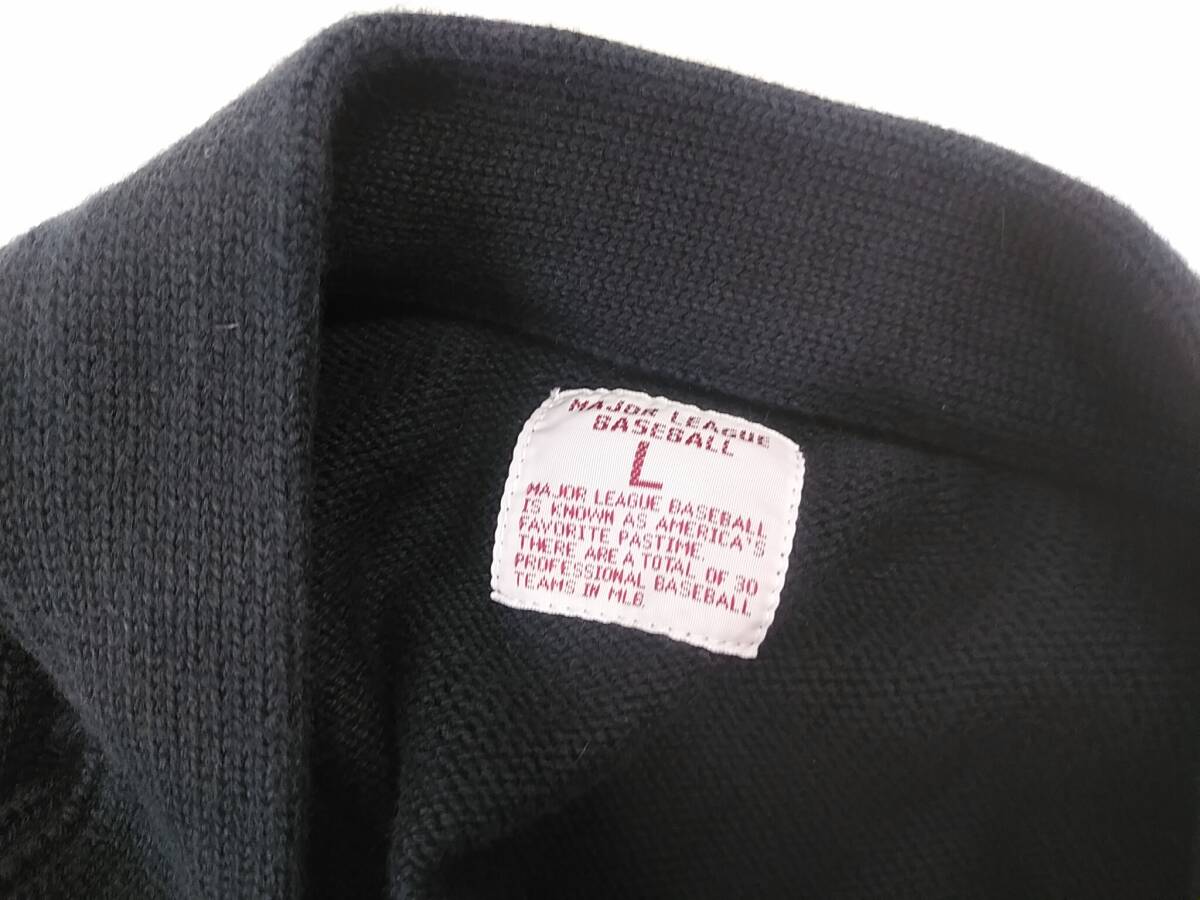 MAJOR LEAGUE
BASEBALL
L
MAJOR LEAGUE BASEBALL
IS KNOWN AS AMERICA'S
FAVORITE PASTIME.
THERE ARE A TOTAL OF 30
PROFESSIONAL BASEBALL
TEAMS IN MLB.